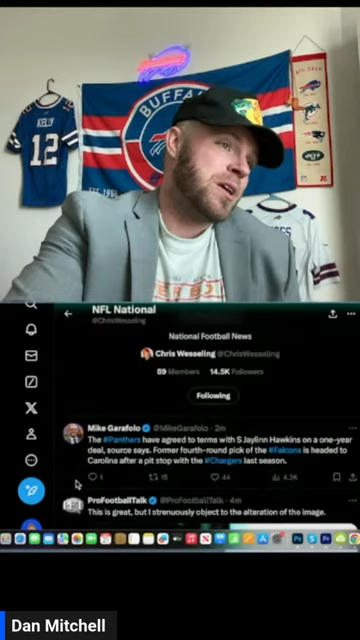 BUFFALO
KELLY
12
EST. 1960
NFL National
@ChrisWesseling
National Football News
Chris Wesseling @ChrisWesseling
89 Members 14.5K Followers
Following
Mike Garafolo @MikeGarafolo · 2m
The #Panthers have agreed to terms with S Jaylinn Hawkins on a one-year
deal, source says. Former fourth-round pick of the #Falcons is headed to
Carolina after a pit stop with the #Chargers last season.
1 15 44 4.3K
ProFootballTalk @ProFootballTalk · 4m
This is great, but I strenuously object to the alteration of the image.
Dan Mitchell